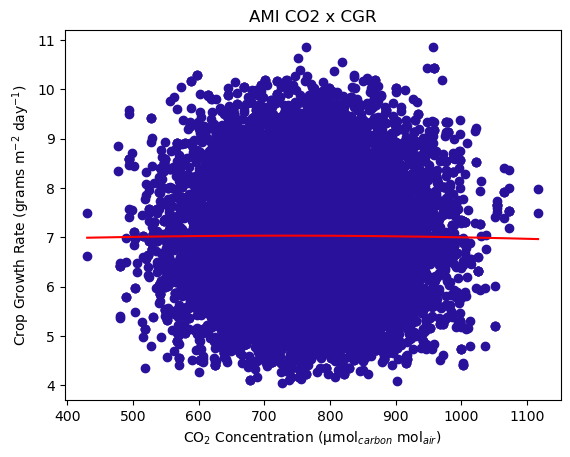 AMI CO2 x CGR
Crop Growth Rate (grams m⁻² day⁻¹)
11
10
9
8
7
6
5
4
400 500 600 700 800 900 1000 1100
CO₂ Concentration (μmol_carbon mol_air)